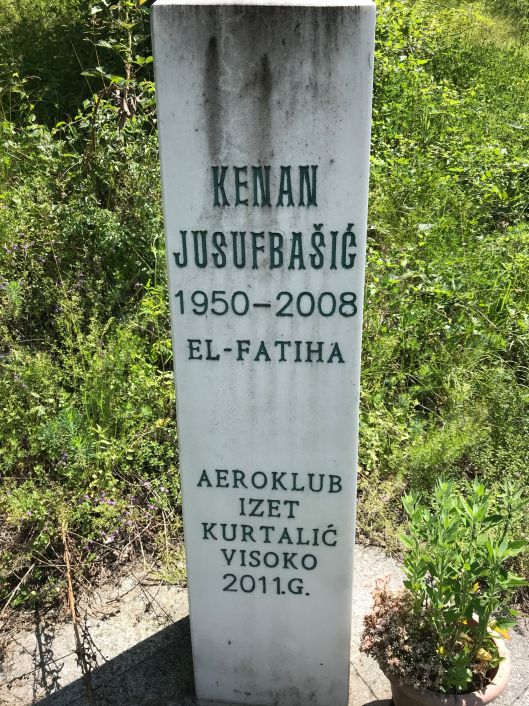 KENAN
JUSUFBAŠIĆ
1950-2008
EL-FATIHA
AEROKLUB
IZET
KURTALIĆ
VISOKO
2011.G.